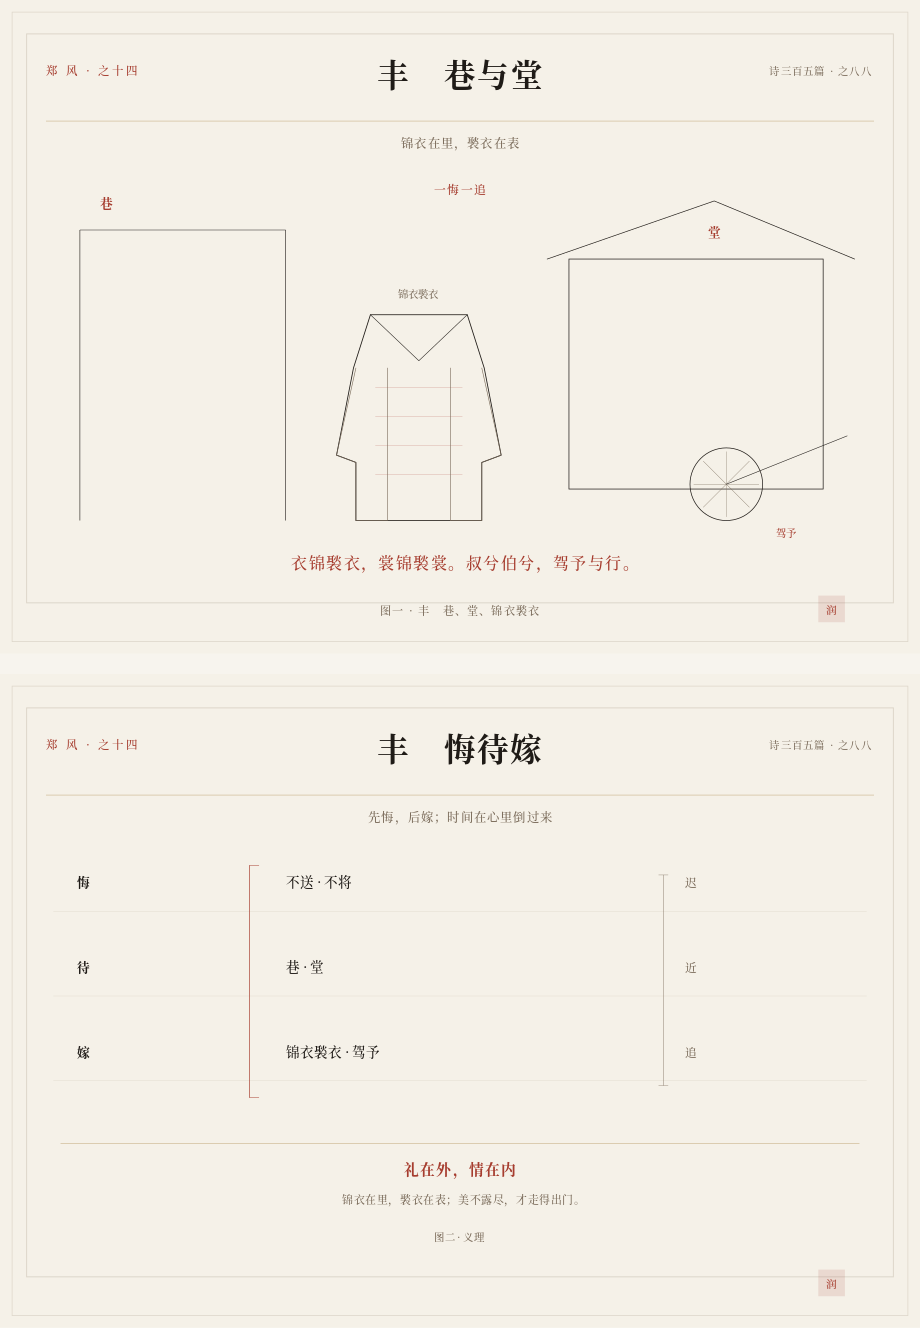 郑 风 · 之十四
丰　巷与堂
诗三百五篇 · 之八八
锦衣在里，褧衣在表
一悔一追
巷
堂
锦衣褧衣
驾予
衣锦褧衣，裳锦褧裳。叔兮伯兮，驾予与行。
图一 · 丰　巷、堂、锦衣褧衣
润
郑 风 · 之十四
丰　悔待嫁
诗三百五篇 · 之八八
先悔，后嫁；时间在心里倒过来
悔
不送 · 不将
迟
待
巷 · 堂
近
嫁
锦衣褧衣 · 驾予
追
礼在外，情在内
锦衣在里，褧衣在表；美不露尽，才走得出门。
图二 · 义理
润